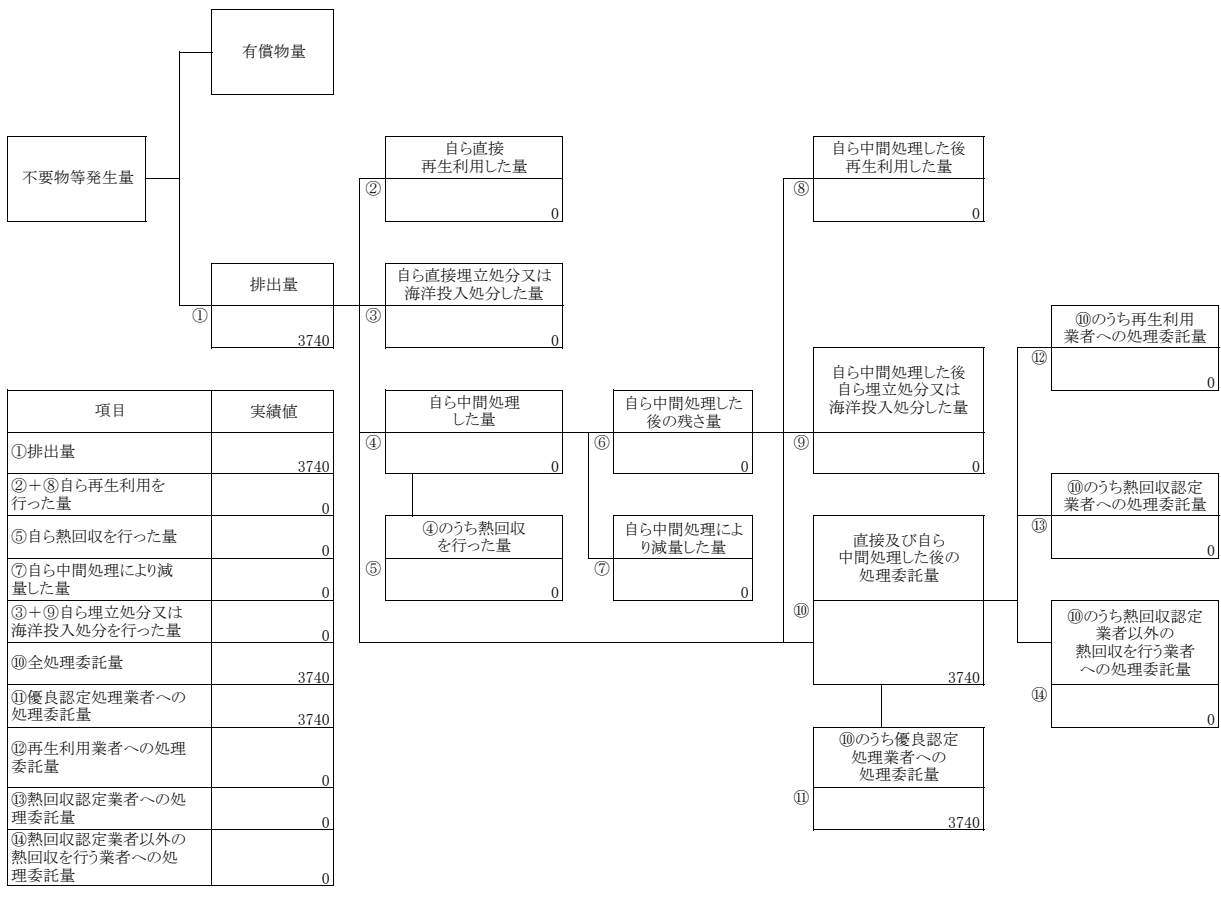 有償物量
不要物等発生量
自ら直接
再生利用した量
②
0
自ら中間処理した後
再生利用した量
⑧
0
排出量
①
3740
自ら直接埋立処分又は
海洋投入処分した量
③
0
⑩のうち再生利用
業者への処理委託量
⑫
0
自ら中間処理
した量
④
0
自ら中間処理した
後の残さ量
⑥
0
自ら中間処理した後
自ら埋立処分又は
海洋投入処分した量
⑨
0
⑩のうち熱回収認定
業者への処理委託量
⑬
0
④のうち熱回収
を行った量
⑤
0
自ら中間処理によ
り減量した量
⑦
0
直接及び自ら
中間処理した後の
処理委託量
⑩
3740
⑩のうち熱回収認定
業者以外の
熱回収を行う業者
への処理委託量
⑭
0
⑩のうち優良認定
処理業者への
処理委託量
⑪
3740
項目
実績値
①排出量
3740
②＋⑧自ら再生利用を
行った量
0
⑤自ら熱回収を行った量
0
⑦自ら中間処理により減
量した量
0
③＋⑨自ら埋立処分又は
海洋投入処分を行った量
0
⑩全処理委託量
3740
⑪優良認定処理業者への
処理委託量
3740
⑫再生利用業者への処理
委託量
0
⑬熱回収認定業者への処
理委託量
0
⑭熱回収認定業者以外の
熱回収を行う業者への処
理委託量
0